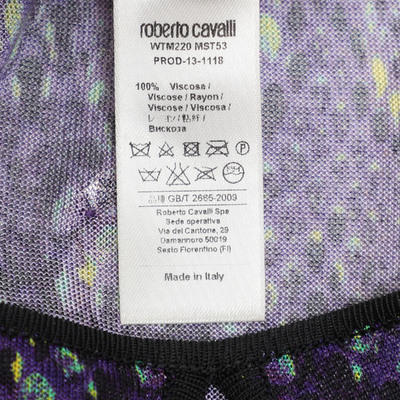 roberto cavalli
WTM220 MST53
PROD-13-1118
100% Viscosa /
Viscose / Rayon /
Viscose / Viscosa /
レーヨン / 粘纤 /
Вискоза
P
GB/T 2665-2009
Roberto Cavalli Spa
Sede operativa
Via del Cantone, 29
Osmannoro 50019
Sesto Fiorentino (FI)
Made in Italy